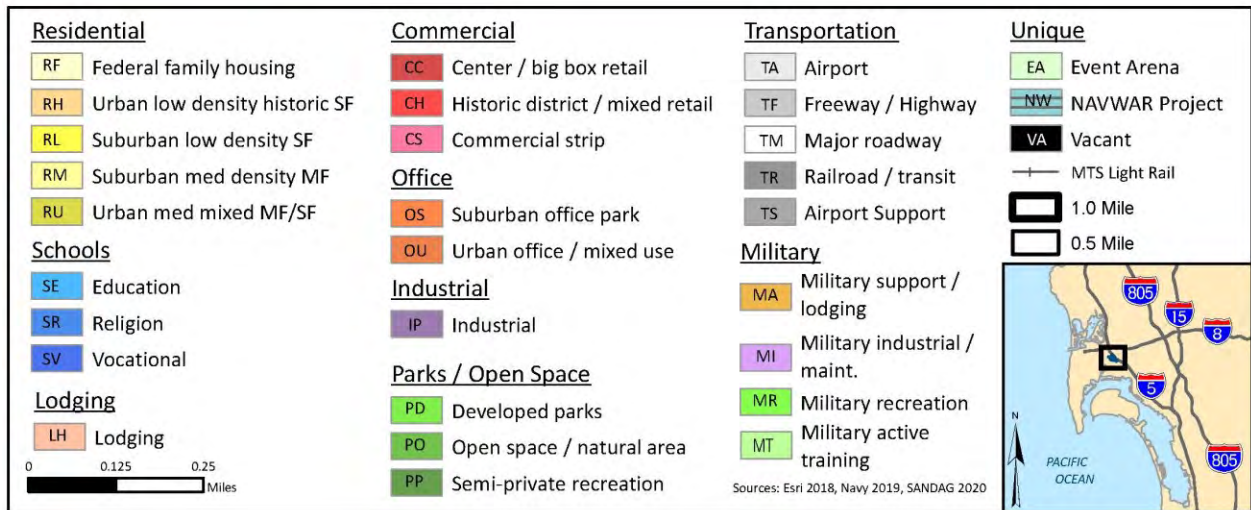 Residential
RF Federal family housing
RH Urban low density historic SF
RL Suburban low density SF
RM Suburban med density MF
RU Urban med mixed MF/SF
Schools
SE Education
SR Religion
SV Vocational
Lodging
LH Lodging
0 0.125 0.25
Miles
Commercial
CC Center / big box retail
CH Historic district / mixed retail
CS Commercial strip
Office
OS Suburban office park
OU Urban office / mixed use
Industrial
IP Industrial
Parks / Open Space
PD Developed parks
PO Open space / natural area
PP Semi-private recreation
Transportation
TA Airport
TF Freeway / Highway
TM Major roadway
TR Railroad / transit
TS Airport Support
Military
MA Military support /
lodging
MI Military industrial /
maint.
MR Military recreation
MT Military active
training
Sources: Esri 2018, Navy 2019, SANDAG 2020
Unique
EA Event Arena
NW NAVWAR Project
VA Vacant
MTS Light Rail
1.0 Mile
0.5 Mile
805
15
8
5
805
N
PACIFIC
OCEAN